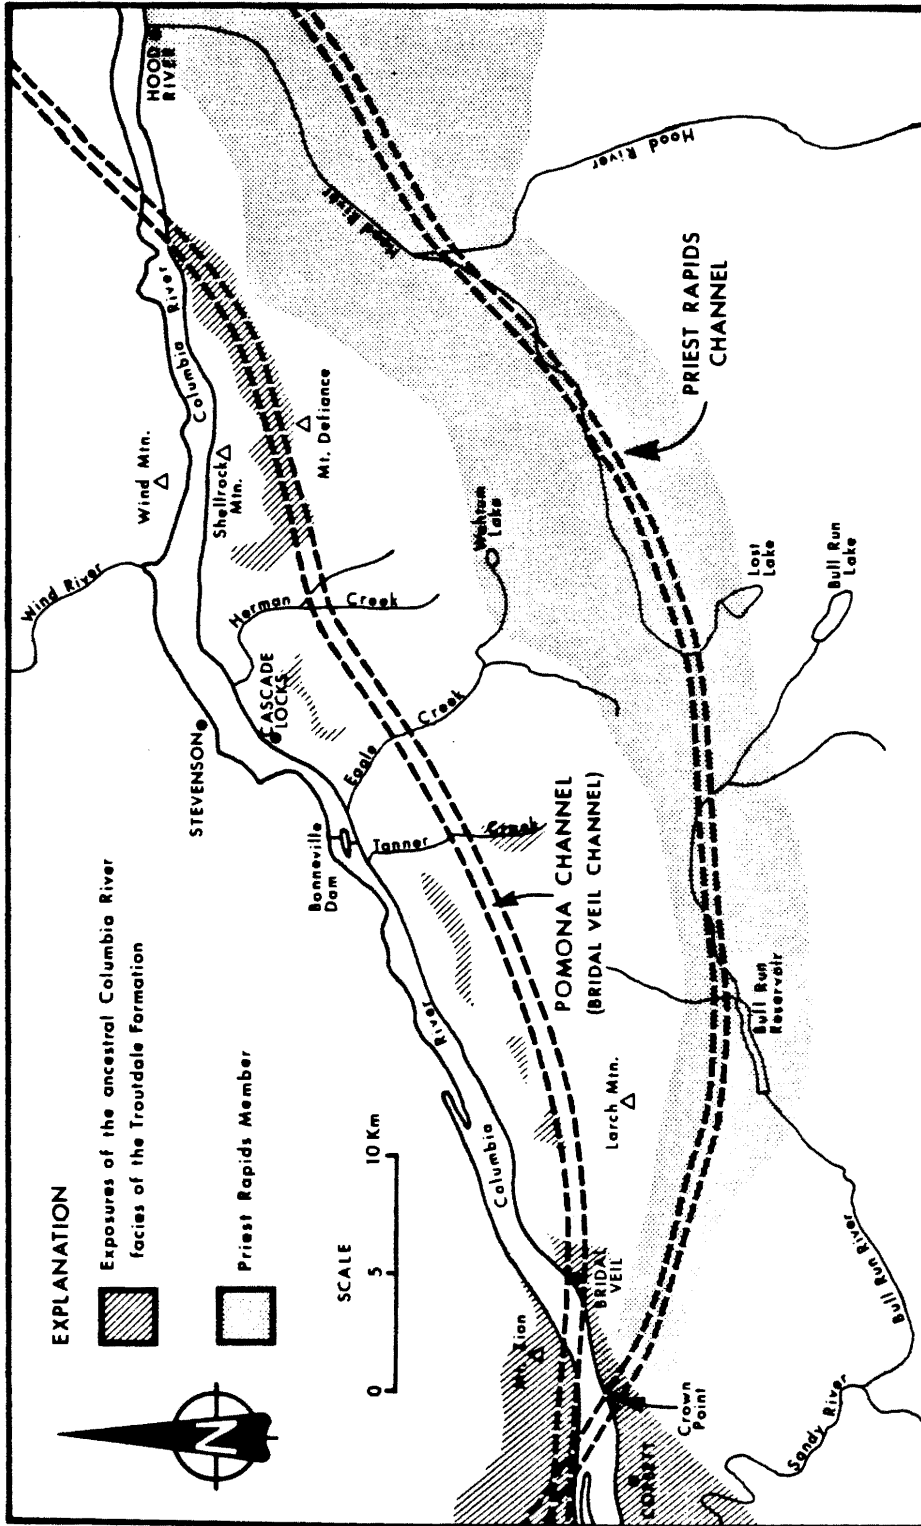 EXPLANATION
Exposures of the ancestral Columbia River
facies of the Troutdale Formation
Priest Rapids Member
SCALE
0
5
10 Km
N
Wind River
Wind Mtn.
HOOD
RIVER
Columbia
River
STEVENSON
CASCADE
LOCKS
Shellrock
Mtn.
Mt. Defiance
Herman
Creek
Bonneville
Dam
Eagle
Creek
Tanner
Creek
Wahtum
Lake
Hood River
Hood River
River
Columbia
POMONA CHANNEL
(BRIDAL VEIL CHANNEL)
PRIEST RAPIDS
CHANNEL
Mt. Zion
BRIDAL
VEIL
Larch Mtn.
Lost
Lake
Bull Run
Lake
Bull Run
Reservoir
Crown
Point
CORBETT
Bull Run River
Sandy River